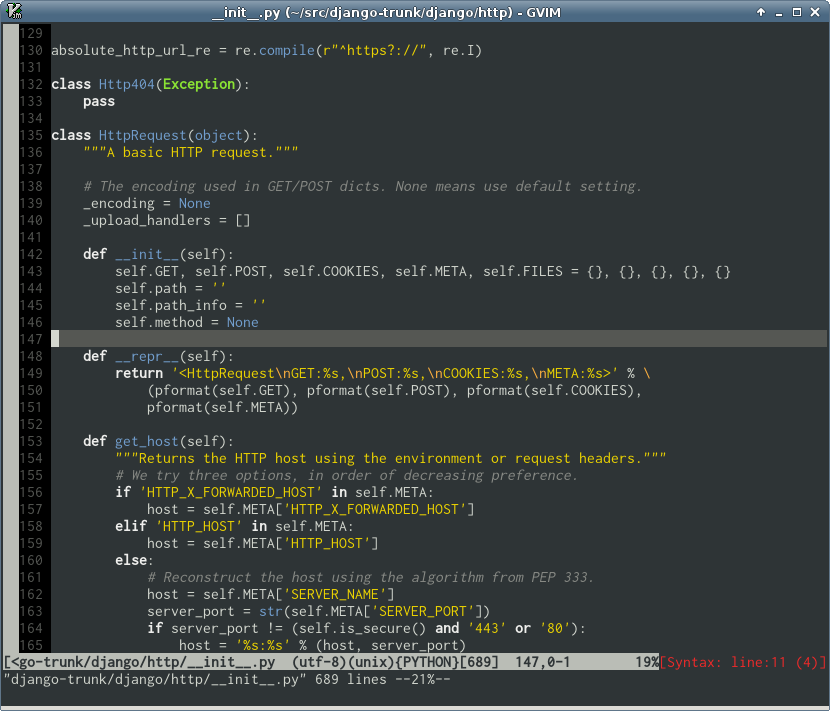 __init__.py (~/src/django-trunk/django/http) - GVIM
129
130 absolute_http_url_re = re.compile(r"^https?://", re.I)
131
132 class Http404(Exception):
133     pass
134
135 class HttpRequest(object):
136     """A basic HTTP request."""
137
138     # The encoding used in GET/POST dicts. None means use default setting.
139     _encoding = None
140     _upload_handlers = []
141
142     def __init__(self):
143         self.GET, self.POST, self.COOKIES, self.META, self.FILES = {}, {}, {}, {}, {}
144         self.path = ''
145         self.path_info = ''
146         self.method = None
147
148     def __repr__(self):
149         return '<HttpRequest\nGET:%s,\nPOST:%s,\nCOOKIES:%s,\nMETA:%s>' % \
150             (pformat(self.GET), pformat(self.POST), pformat(self.COOKIES),
151             pformat(self.META))
152
153     def get_host(self):
154         """Returns the HTTP host using the environment or request headers."""
155         # We try three options, in order of decreasing preference.
156         if 'HTTP_X_FORWARDED_HOST' in self.META:
157             host = self.META['HTTP_X_FORWARDED_HOST']
158         elif 'HTTP_HOST' in self.META:
159             host = self.META['HTTP_HOST']
160         else:
161             # Reconstruct the host using the algorithm from PEP 333.
162             host = self.META['SERVER_NAME']
163             server_port = str(self.META['SERVER_PORT'])
164             if server_port != (self.is_secure() and '443' or '80'):
165                 host = '%s:%s' % (host, server_port)
[<go-trunk/django/http/__init__.py  (utf-8)(unix){PYTHON}[689]  147,0-1        19%[Syntax: line:11 (4)]
"django-trunk/django/http/__init__.py" 689 lines --21%--